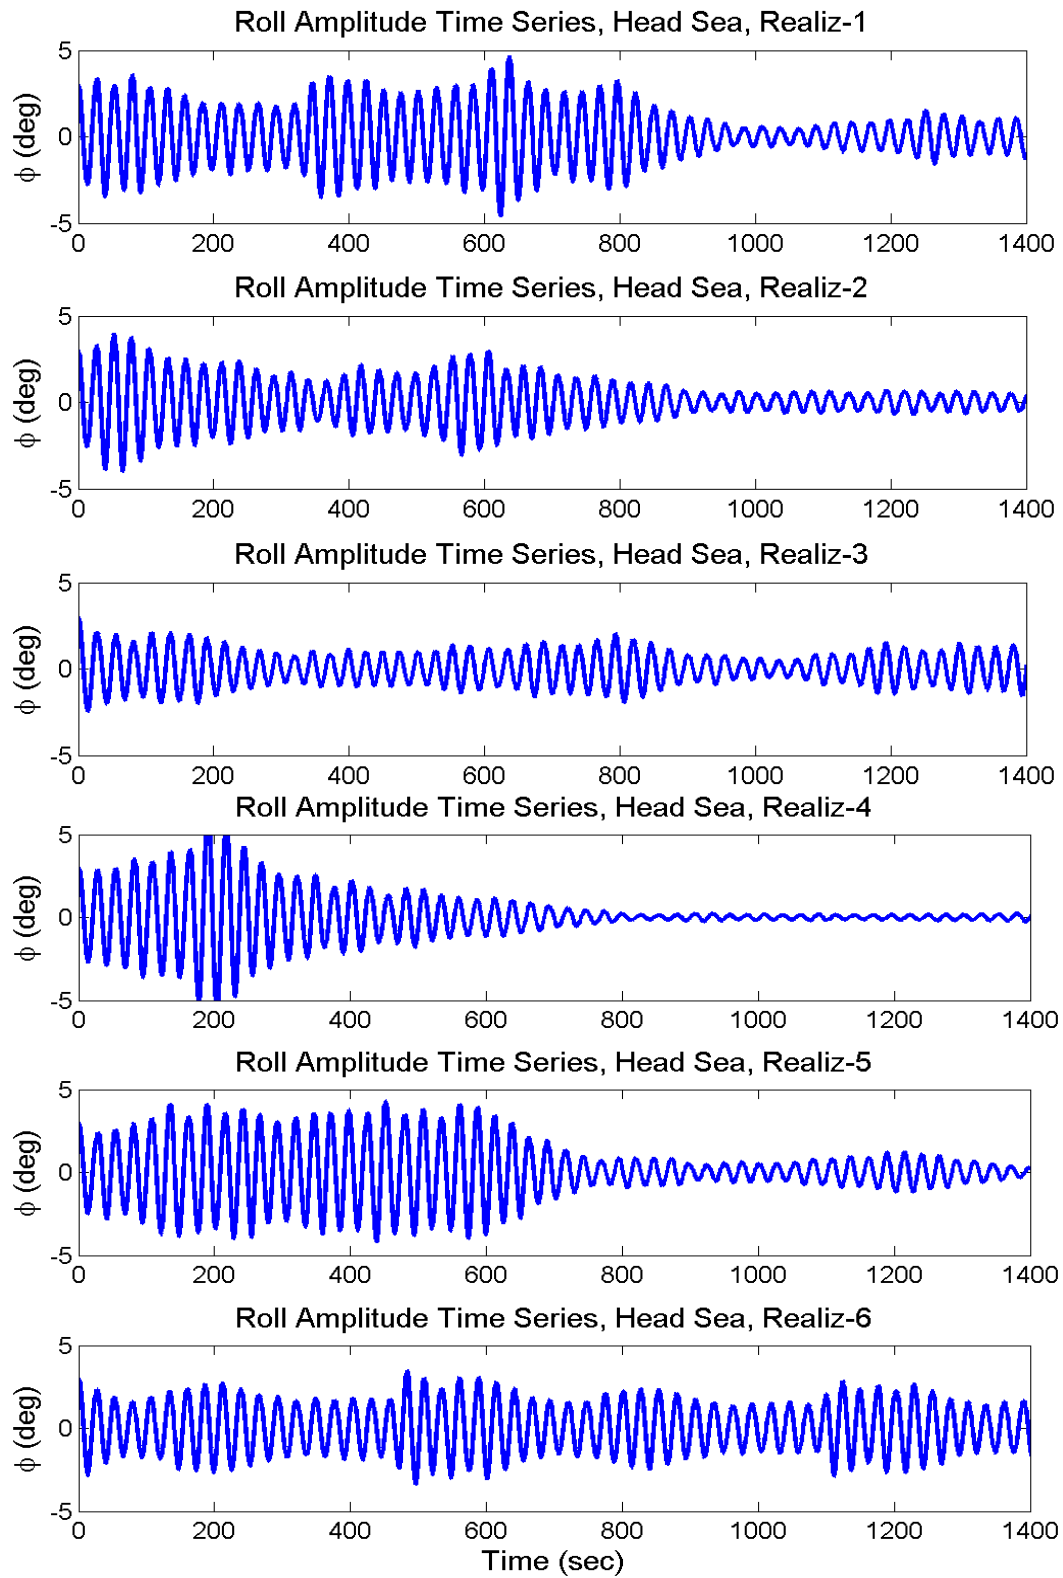 Roll Amplitude Time Series, Head Sea, Realiz-1
5
0
-5
ϕ (deg)
0 200 400 600 800 1000 1200 1400
Roll Amplitude Time Series, Head Sea, Realiz-2
5
0
-5
ϕ (deg)
0 200 400 600 800 1000 1200 1400
Roll Amplitude Time Series, Head Sea, Realiz-3
5
0
-5
ϕ (deg)
0 200 400 600 800 1000 1200 1400
Roll Amplitude Time Series, Head Sea, Realiz-4
5
0
-5
ϕ (deg)
0 200 400 600 800 1000 1200 1400
Roll Amplitude Time Series, Head Sea, Realiz-5
5
0
-5
ϕ (deg)
0 200 400 600 800 1000 1200 1400
Roll Amplitude Time Series, Head Sea, Realiz-6
5
0
-5
ϕ (deg)
0 200 400 600 800 1000 1200 1400
Time (sec)